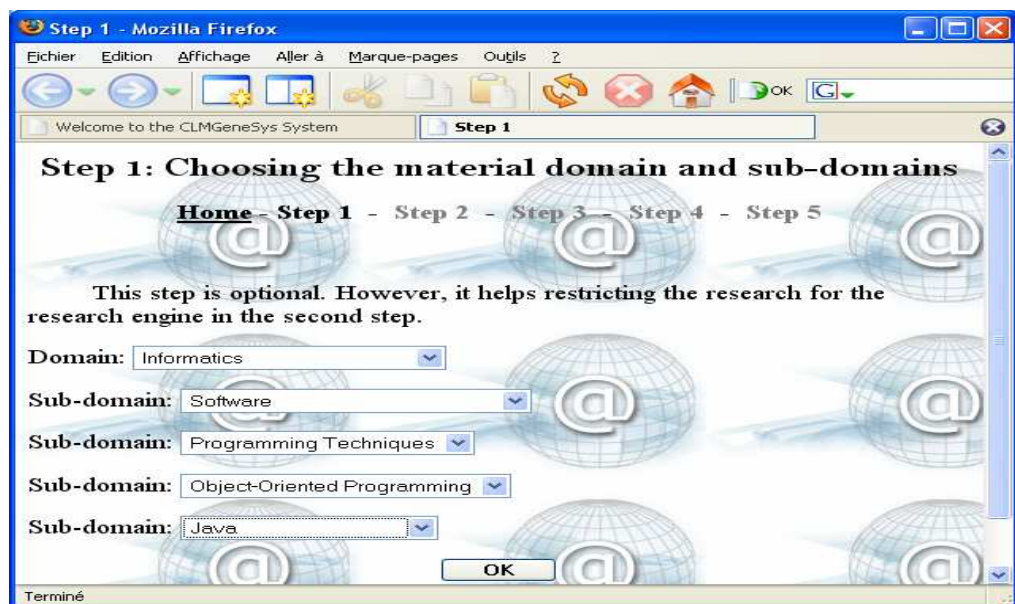 Step 1 - Mozilla Firefox
Fichier Edition Affichage Aller à Marque-pages Outils ?
OK G
Welcome to the CLMGeneSys System Step 1
Step 1: Choosing the material domain and sub-domains
Home - Step 1 - Step 2 - Step 3 - Step 4 - Step 5
This step is optional. However, it helps restricting the research for the
research engine in the second step.
Domain: Informatics
Sub-domain: Software
Sub-domain: Programming Techniques
Sub-domain: Object-Oriented Programming
Sub-domain: Java
OK
Terminé